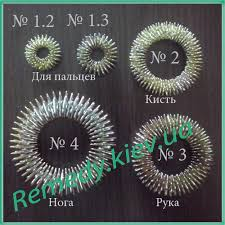 № 1.2
№ 1.3
Для пальцев
№ 2
Кисть
№ 4
№ 3
Нога
Рука
Remedy.kiev.ua